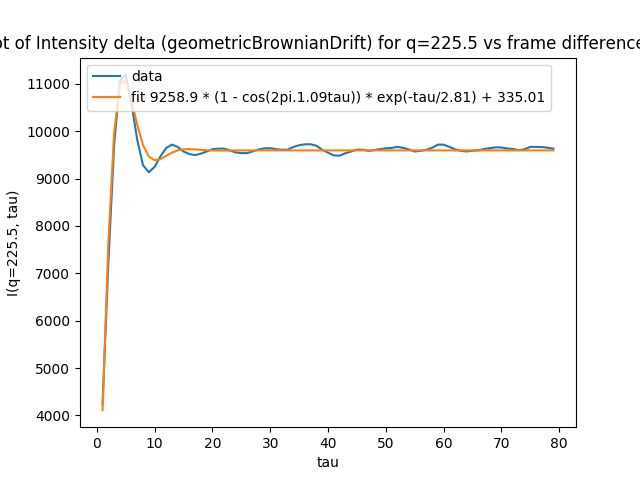 ot of Intensity delta (geometricBrownianDrift) for q=225.5 vs frame difference
data
fit 9258.9 * (1 - cos(2pi.1.09tau)) * exp(-tau/2.81) + 335.01
I(q=225.5, tau)
11000
10000
9000
8000
7000
6000
5000
4000
0 10 20 30 40 50 60 70 80
tau